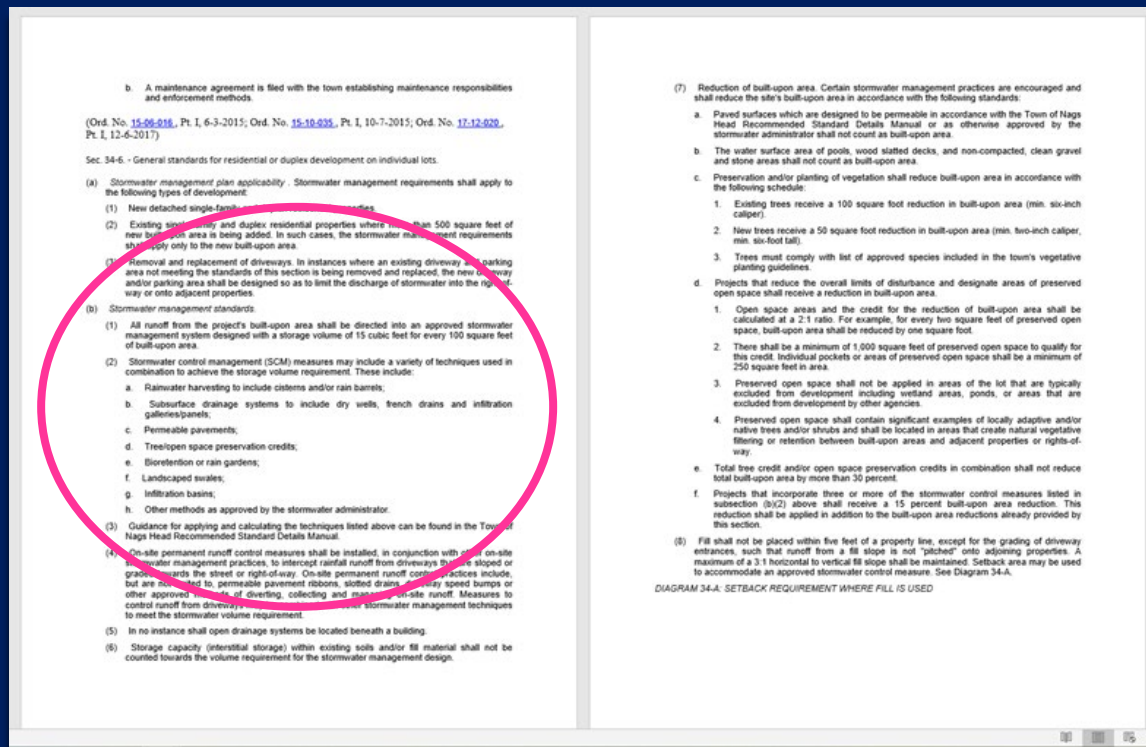 b. A maintenance agreement is filed with the town establishing maintenance responsibilities
and enforcement methods.
(Ord. No. 15-06-016 , Pt. I, 6-3-2015; Ord. No. 15-10-035 , Pt. I, 10-7-2015; Ord. No. 17-12-020 ,
Pt. I, 12-6-2017)
Sec. 34-6. - General standards for residential or duplex development on individual lots.
(a) Stormwater management plan applicability . Stormwater management requirements shall apply to
the following types of development:
(1) New detached single-family
(2) Existing single-family and duplex residential properties where more than 500 square feet of
new built-upon area is being added. In such cases, the stormwater management requirements
shall apply only to the new built-upon area.
(3) Removal and replacement of driveways. In instances where an existing driveway and parking
area not meeting the standards of this section is being removed and replaced, the new driveway
and/or parking area shall be designed so as to limit the discharge of stormwater into the right-of-
way or onto adjacent properties.
(b) Stormwater management standards.
(1) All runoff from the project's built-upon area shall be directed into an approved stormwater
management system designed with a storage volume of 15 cubic feet for every 100 square feet
of built-upon area.
(2) Stormwater control management (SCM) measures may include a variety of techniques used in
combination to achieve the storage volume requirement. These include:
a. Rainwater harvesting to include cisterns and/or rain barrels;
b. Subsurface drainage systems to include dry wells, french drains and infiltration
galleries/panels;
c. Permeable pavements;
d. Tree/open space preservation credits;
e. Bioretention or rain gardens;
f. Landscaped swales;
g. Infiltration basins;
h. Other methods as approved by the stormwater administrator.
(3) Guidance for applying and calculating the techniques listed above can be found in the Town of
Nags Head Recommended Standard Details Manual.
(4) On-site permanent runoff control measures shall be installed, in conjunction with other on-site
stormwater management practices, to intercept rainfall runoff from driveways that are sloped or
graded towards the street or right-of-way. On-site permanent runoff control practices include,
but are not limited to, permeable pavement ribbons, slotted drains, driveway speed bumps or
other approved methods of diverting, collecting and managing on-site runoff. Measures to
control runoff from driveways stormwater management techniques
to meet the stormwater volume requirement.
(5) In no instance shall open drainage systems be located beneath a building.
(6) Storage capacity (interstitial storage) within existing soils and/or fill material shall not be
counted towards the volume requirement for the stormwater management design.
(7) Reduction of built-upon area. Certain stormwater management practices are encouraged and
shall reduce the site's built-upon area in accordance with the following standards:
a. Paved surfaces which are designed to be permeable in accordance with the Town of Nags
Head Recommended Standard Details Manual or as otherwise approved by the
stormwater administrator shall not count as built-upon area.
b. The water surface area of pools, wood slatted decks, and non-compacted, clean gravel
and stone areas shall not count as built-upon area.
c. Preservation and/or planting of vegetation shall reduce built-upon area in accordance with
the following schedule:
1. Existing trees receive a 100 square foot reduction in built-upon area (min. six-inch
caliper).
2. New trees receive a 50 square foot reduction in built-upon area (min. two-inch caliper,
min. six-foot tall).
3. Trees must comply with list of approved species included in the town's vegetative
planting guidelines.
d. Projects that reduce the overall limits of disturbance and designate areas of preserved
open space shall receive a reduction in built-upon area.
1. Open space areas and the credit for the reduction of built-upon area shall be
calculated at a 2:1 ratio. For example, for every two square feet of preserved open
space, built-upon area shall be reduced by one square foot.
2. There shall be a minimum of 1,000 square feet of preserved open space to qualify for
this credit. Individual pockets or areas of preserved open space shall be a minimum of
250 square feet in area.
3. Preserved open space shall not be applied in areas of the lot that are typically
excluded from development including wetland areas, ponds, or areas that are
excluded from development by other agencies.
4. Preserved open space shall contain significant examples of locally adaptive and/or
native trees and/or shrubs and shall be located in areas that create natural vegetative
filtering or retention between built-upon areas and adjacent properties or rights-of-
way.
e. Total tree credit and/or open space preservation credits in combination shall not reduce
total built-upon area by more than 30 percent.
f. Projects that incorporate three or more of the stormwater control measures listed in
subsection (b)(2) above shall receive a 15 percent built-upon area reduction. This
reduction shall be applied in addition to the built-upon area reductions already provided by
this section.
(8) Fill shall not be placed within five feet of a property line, except for the grading of driveway
entrances, such that runoff from a fill slope is not "pitched" onto adjoining properties. A
maximum of a 3:1 horizontal to vertical fill slope shall be maintained. Setback area may be used
to accommodate an approved stormwater control measure. See Diagram 34-A.
DIAGRAM 34-A: SETBACK REQUIREMENT WHERE FILL IS USED